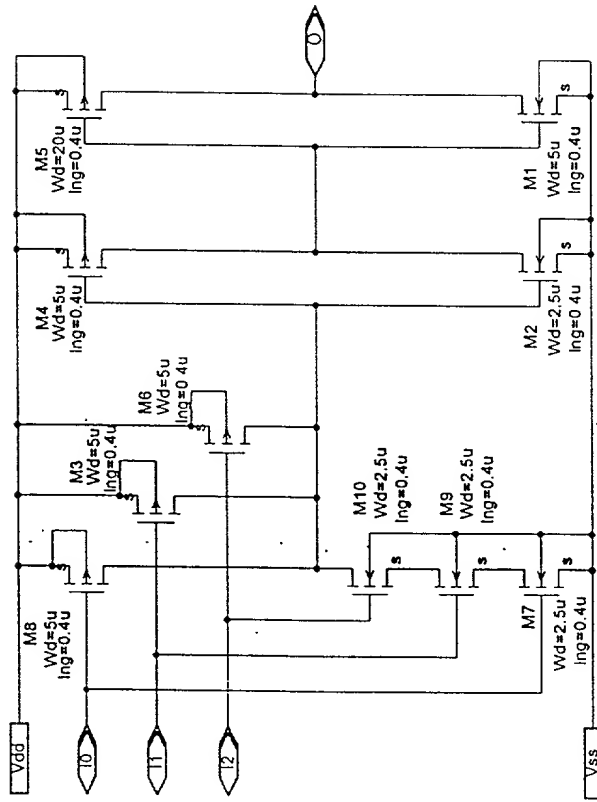 M5
Wd=20u
lng=0.4u
s
O
s
M1
Wd=5u
lng=0.4u
M4
Wd=5u
lng=0.4u
s
s
M2
Wd=2.5u
lng=0.4u
M6
Wd=5u
lng=0.4u
s
M3
Wd=5u
lng=0.4u
s
M10
Wd=2.5u
lng=0.4u
M9
Wd=2.5u
lng=0.4u
M8
Wd=5u
lng=0.4u
s
s
s
s
M7
Wd=2.5u
lng=0.4u
Vdd
I0
I1
I2
Vss